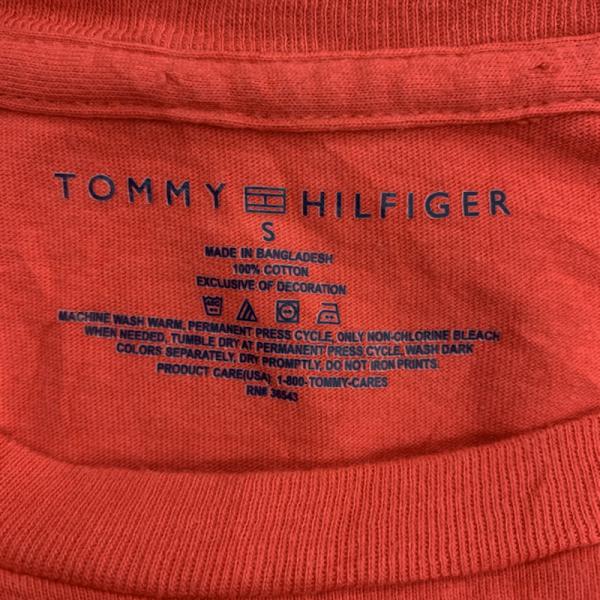 TOMMY HILFIGER
S
MADE IN BANGLADESH
100% COTTON
EXCLUSIVE OF DECORATION
MACHINE WASH WARM, PERMANENT PRESS CYCLE, ONLY NON-CHLORINE BLEACH
WHEN NEEDED, TUMBLE DRY AT PERMANENT PRESS CYCLE. WASH DARK
COLORS SEPARATELY, DRY PROMPTLY, DO NOT IRON PRINTS.
PRODUCT CARE(USA) 1-800-TOMMY-CARES
RN# 36543